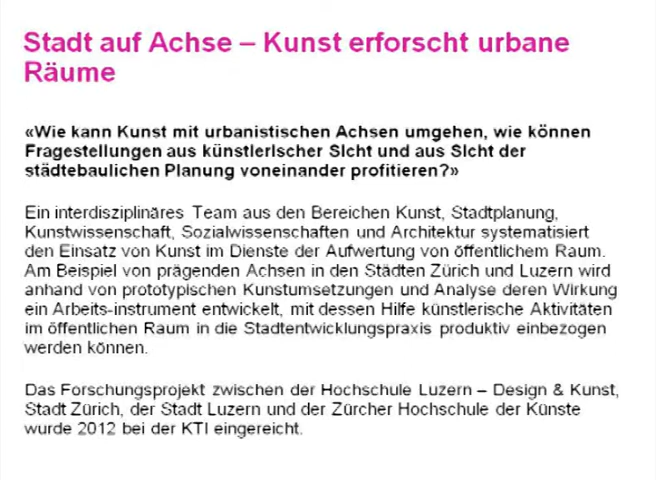 Stadt auf Achse – Kunst erforscht urbane
Räume
«Wie kann Kunst mit urbanistischen Achsen umgehen, wie können
Fragestellungen aus künstlerischer Sicht und aus Sicht der
städtebaulichen Planung voneinander profitieren?»
Ein interdisziplinäres Team aus den Bereichen Kunst, Stadtplanung,
Kunstwissenschaft, Sozialwissenschaften und Architektur systematisiert
den Einsatz von Kunst im Dienste der Aufwertung von öffentlichem Raum.
Am Beispiel von prägenden Achsen in den Städten Zürich und Luzern wird
anhand von prototypischen Kunstumsetzungen und Analyse deren Wirkung
ein Arbeits-instrument entwickelt, mit dessen Hilfe künstlerische Aktivitäten
im öffentlichen Raum in die Stadtentwicklungspraxis produktiv einbezogen
werden können.
Das Forschungsprojekt zwischen der Hochschule Luzern – Design & Kunst,
Stadt Zürich, der Stadt Luzern und der Zürcher Hochschule der Künste
wurde 2012 bei der KTI eingereicht.